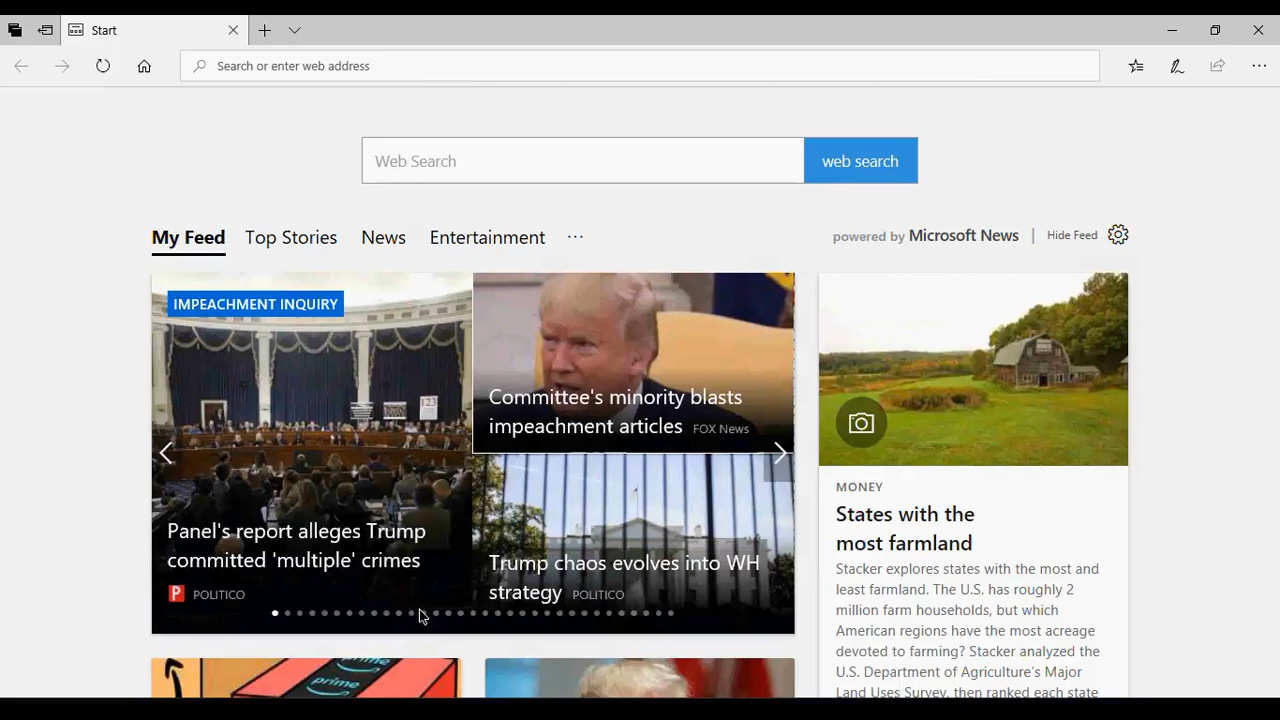 Start
Search or enter web address
Web Search
web search
My Feed
Top Stories
News
Entertainment
powered by Microsoft News
Hide Feed
IMPEACHMENT INQUIRY
123
Panel's report alleges Trump
committed 'multiple' crimes
P POLITICO
Committee's minority blasts
impeachment articles FOX News
Trump chaos evolves into WH
strategy POLITICO
MONEY
States with the
most farmland
Stacker explores states with the most and
least farmland. The U.S. has roughly 2
million farm households, but which
American regions have the most acreage
devoted to farming? Stacker analyzed the
U.S. Department of Agriculture's Major
Land Uses Survey, then ranked each state
prime
prime